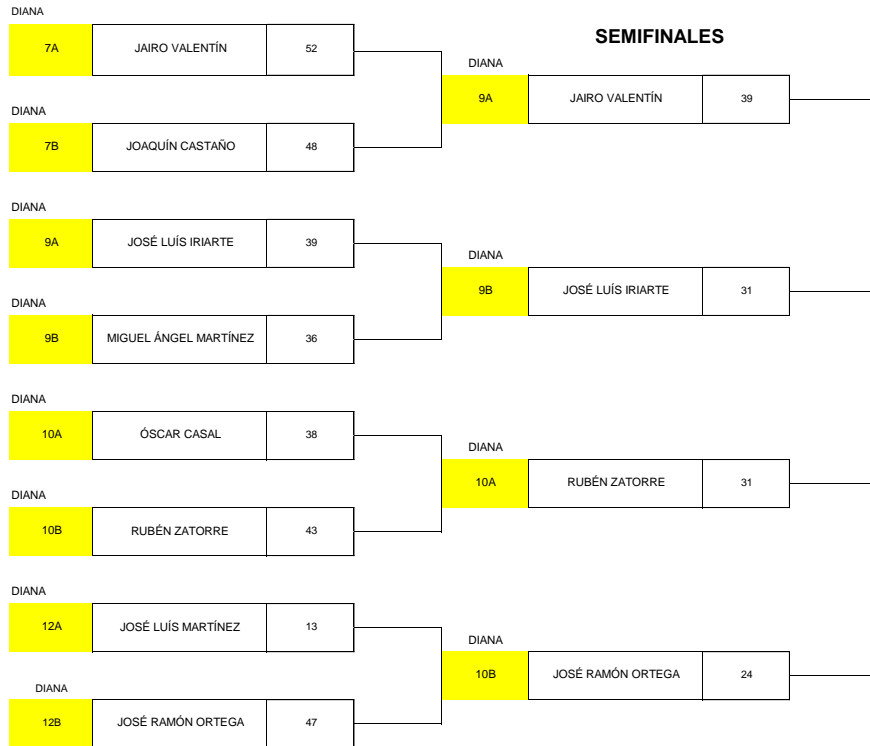 DIANA
7A JAIRO VALENTÍN 52
SEMIFINALES
DIANA
9A JAIRO VALENTÍN 39
DIANA
7B JOAQUÍN CASTAÑO 48
DIANA
9A JOSÉ LUÍS IRIARTE 39
DIANA
9B JOSÉ LUÍS IRIARTE 31
DIANA
9B MIGUEL ÁNGEL MARTÍNEZ 36
DIANA
10A ÓSCAR CASAL 38
DIANA
10A RUBÉN ZATORRE 31
DIANA
10B RUBÉN ZATORRE 43
DIANA
12A JOSÉ LUÍS MARTÍNEZ 13
DIANA
10B JOSÉ RAMÓN ORTEGA 24
DIANA
12B JOSÉ RAMÓN ORTEGA 47